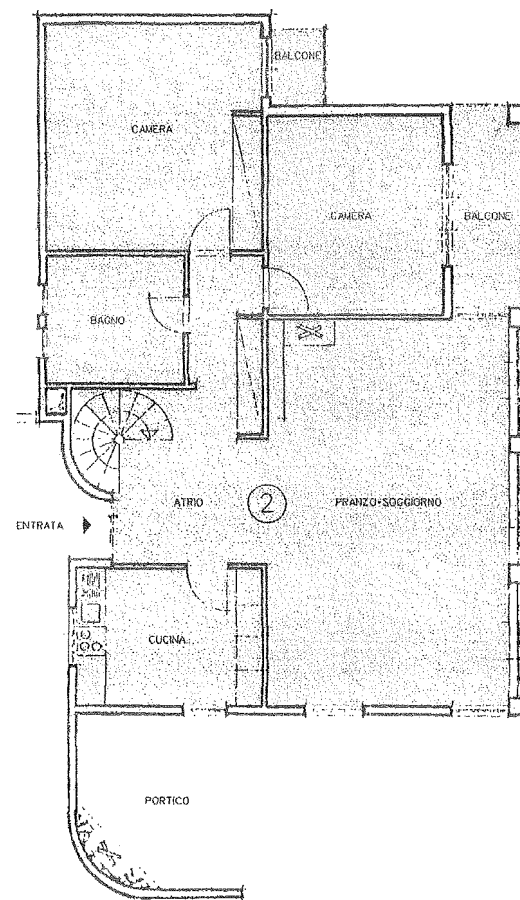 BALCONE
CAMERA
CAMERA
BALCONE
BAGNO
ATRIO
2
PRANZO-SOGGIORNO
ENTRATA
CUCINA
PORTICO